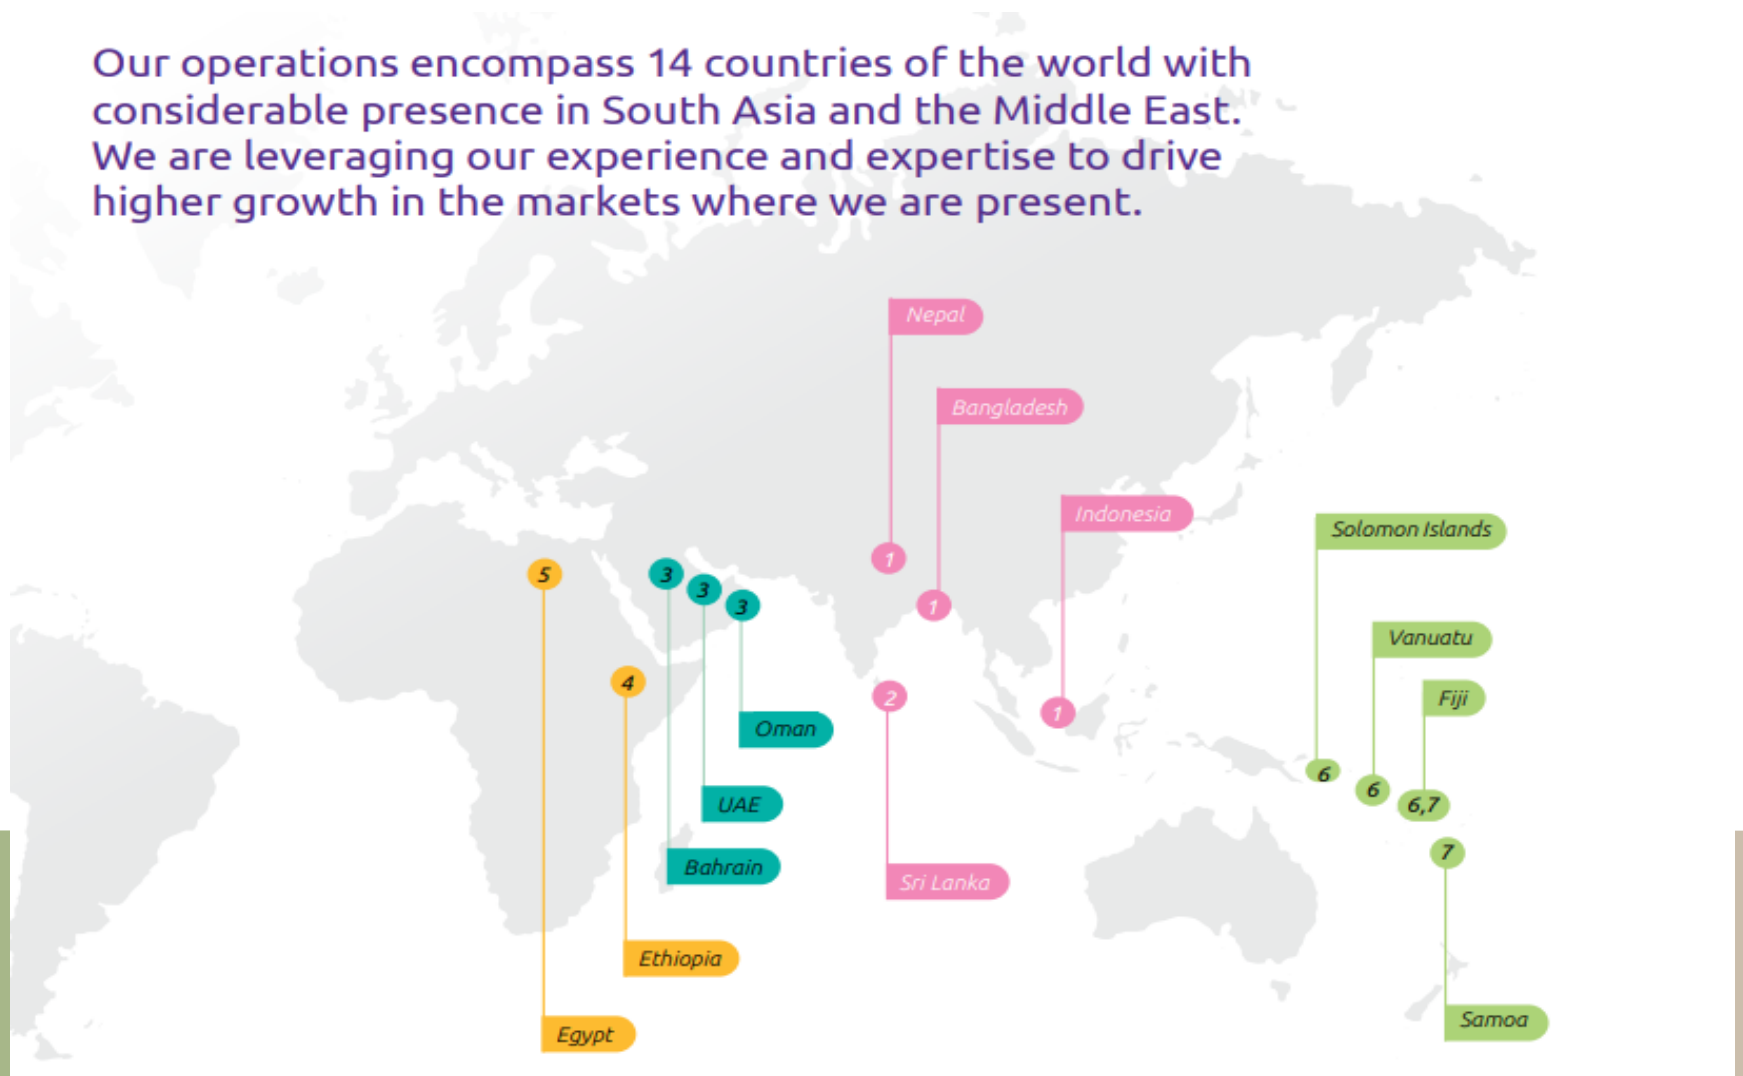 Our operations encompass 14 countries of the world with
considerable presence in South Asia and the Middle East.
We are leveraging our experience and expertise to drive
higher growth in the markets where we are present.
Nepal
Bangladesh
Indonesia
Solomon Islands
1
5
3
3
3
1
Vanuatu
4
2
1
Fiji
Oman
6
6
6,7
UAE
7
Bahrain
Sri Lanka
Ethiopia
Samoa
Egypt